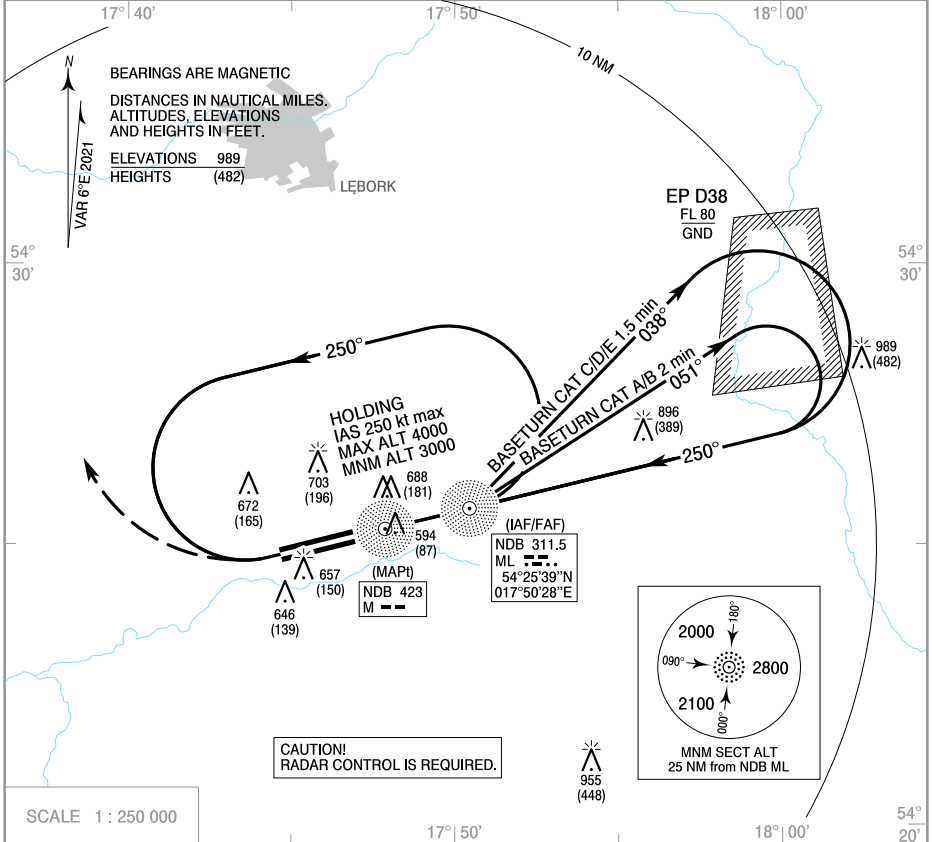 17°40'
17°50'
18°00'
10 NM
N
VAR 6°E 2021
BEARINGS ARE MAGNETIC
DISTANCES IN NAUTICAL MILES.
ALTITUDES, ELEVATIONS
AND HEIGHTS IN FEET.
ELEVATIONS 989
HEIGHTS (482)
LĘBORK
EP D38
FL 80
GND
54°
30'
54°
30'
250°
BASETURN CAT C/D/E 1.5 min
038°
BASETURN CAT A/B 2 min
051°
989
(482)
HOLDING
IAS 250 kt max
MAX ALT 4000
MNM ALT 3000
896
(389)
250°
703
(196)
688
(181)
672
(165)
594
(87)
(IAF/FAF)
NDB 311.5
ML
54°25'39"N
017°50'28"E
657
(150)
(MAPt)
NDB 423
M
646
(139)
2000
180°
090°
2800
2100
000°
MNM SECT ALT
25 NM from NDB ML
CAUTION!
RADAR CONTROL IS REQUIRED.
955
(448)
SCALE 1 : 250 000
17°50'
18°00'
54°
20'